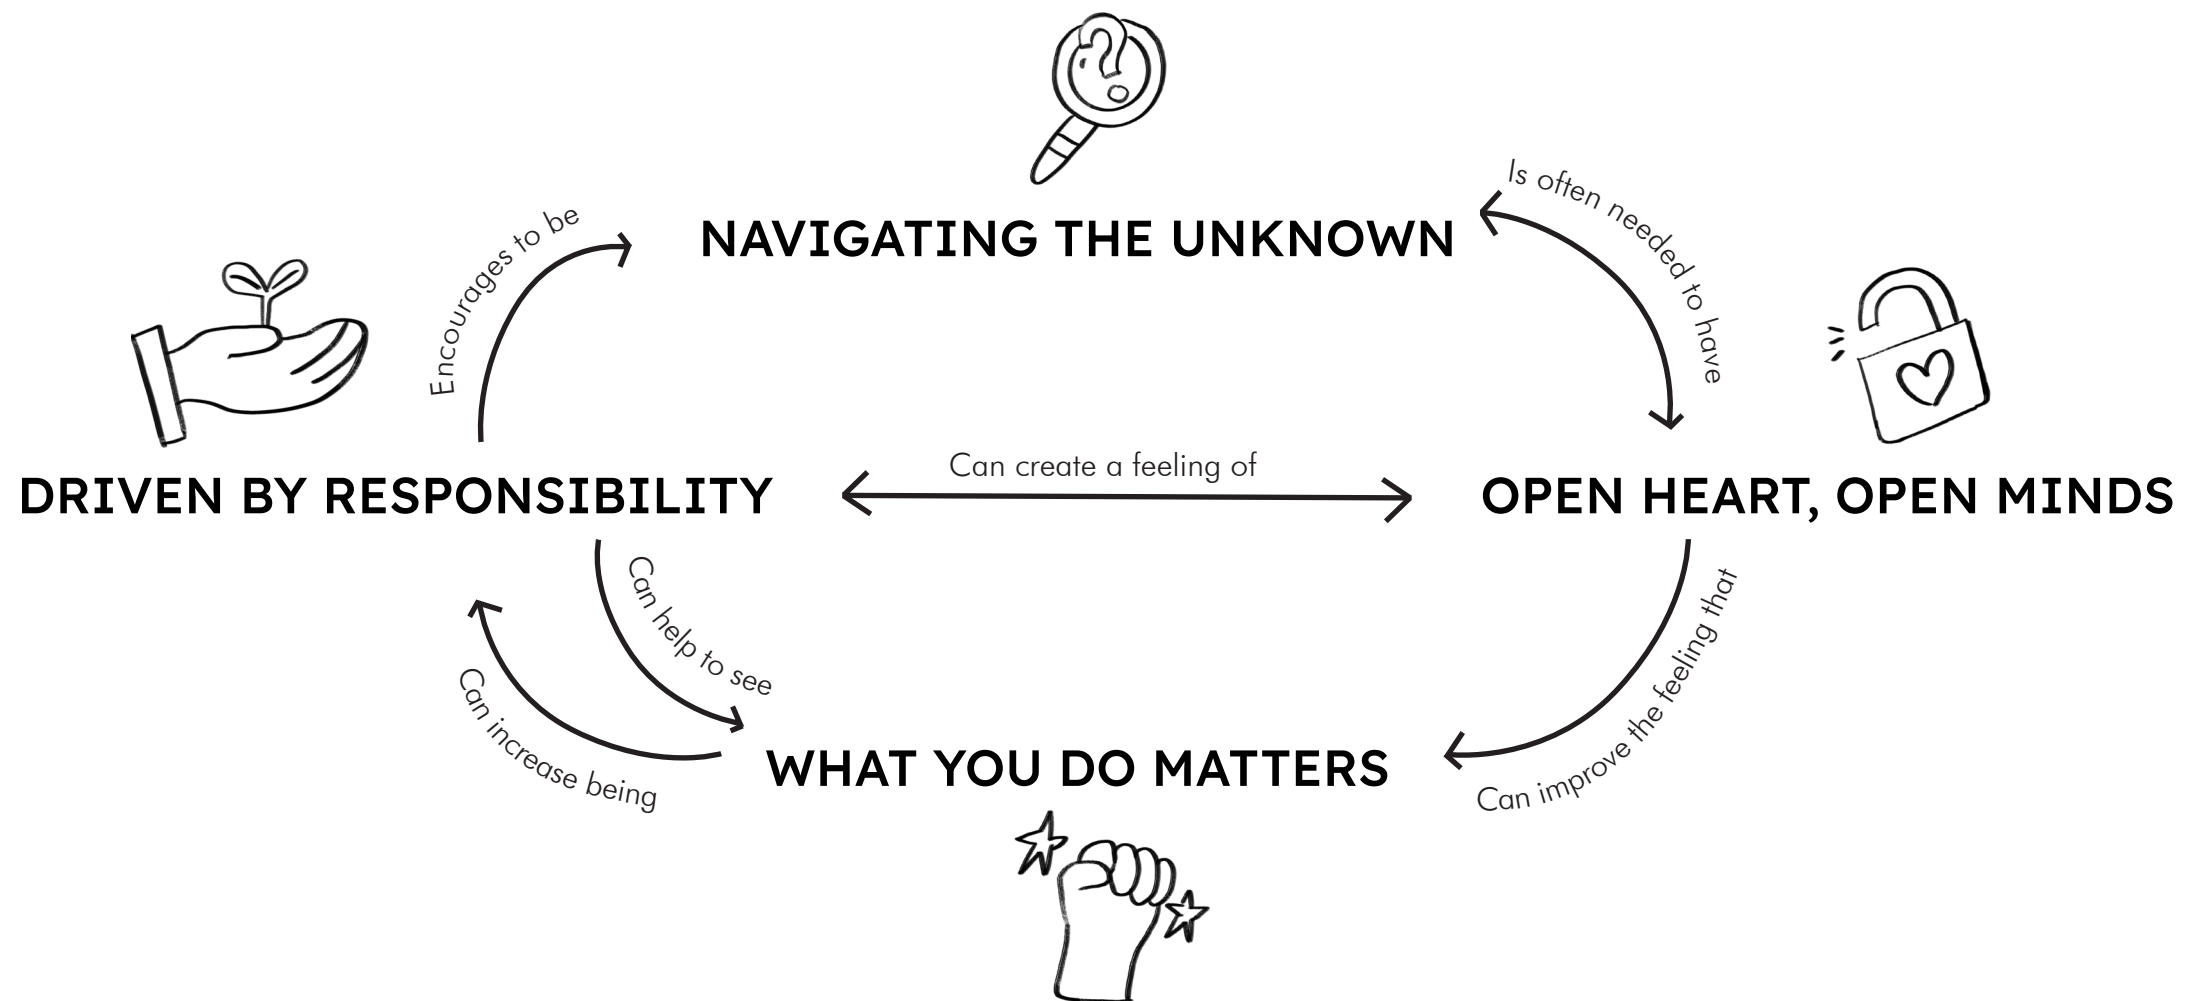 ?
Is often needed to have
Encourages to be
NAVIGATING THE UNKNOWN
Can create a feeling of
DRIVEN BY RESPONSIBILITY
OPEN HEART, OPEN MINDS
Can help to see
Can increase being
Can improve the feeling that
WHAT YOU DO MATTERS